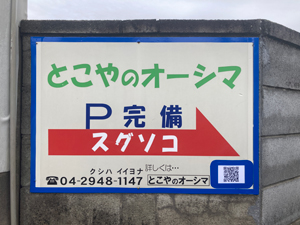 とこやのオーシマ
P完備
スグソコ
クシハ イイヨナ
☎04-2948-1147
詳しくは…
とこやのオーシマ